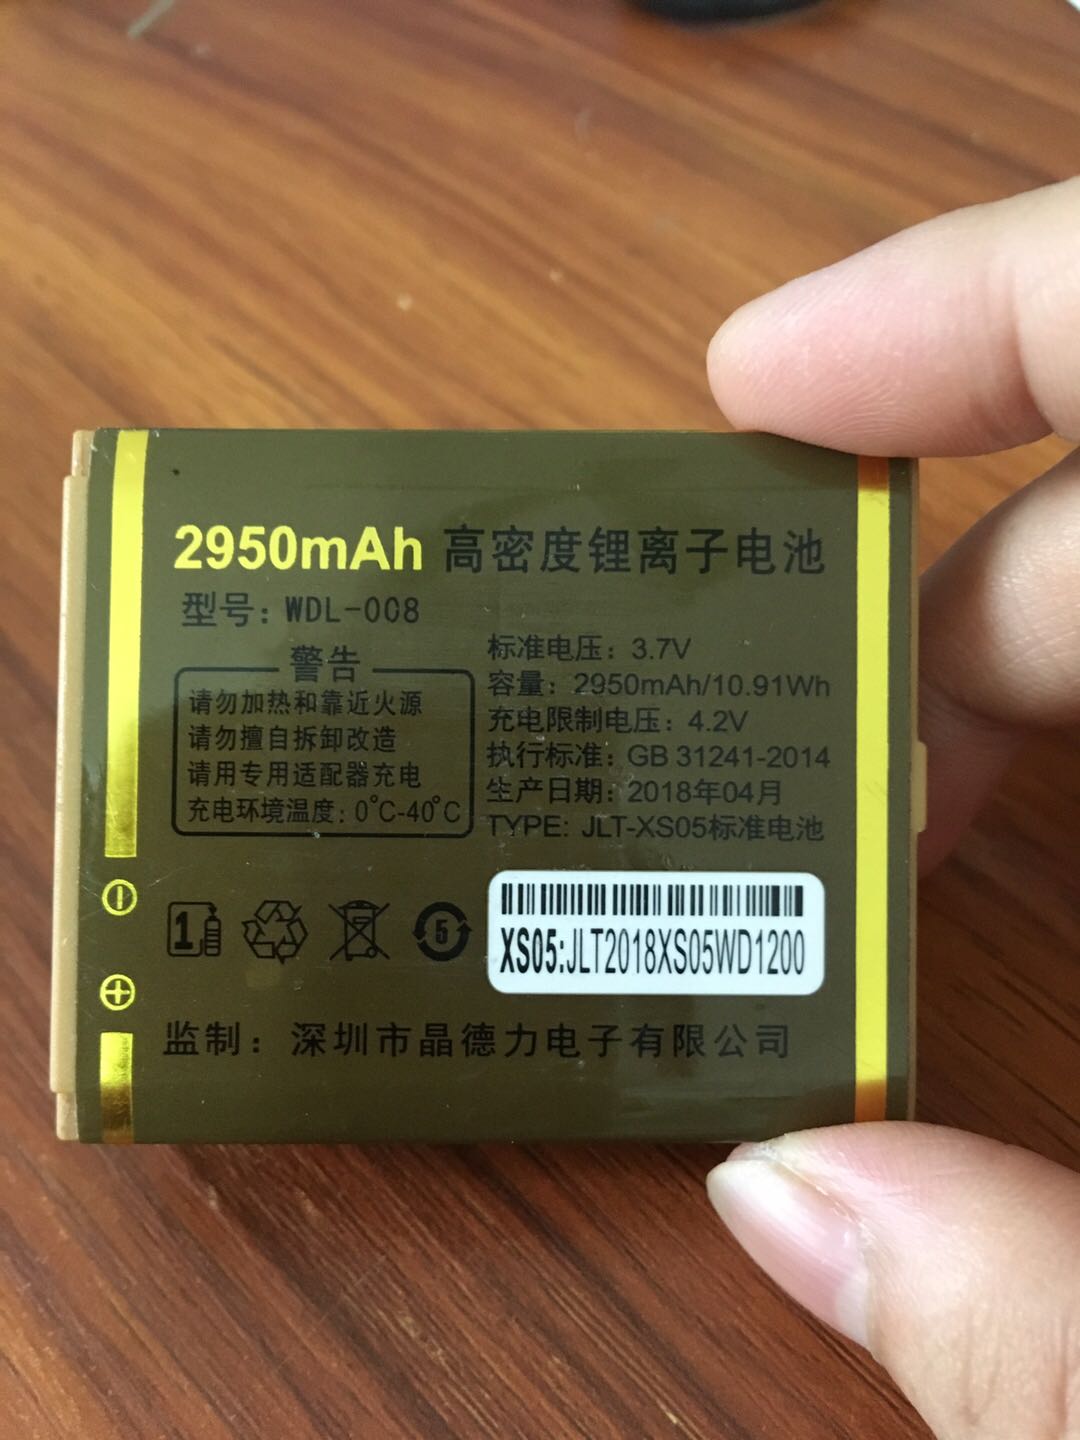 2950mAh 高密度锂离子电池
型号: WDL-008
警告
请勿加热和靠近火源
请勿擅自拆卸改造
请用专用适配器充电
充电环境温度: 0°C-40°C
标准电压: 3.7V
容量: 2950mAh/10.91Wh
充电限制电压: 4.2V
执行标准: GB 31241-2014
生产日期: 2018年04月
TYPE: JLT-XS05标准电池
1
5
XS05:JLT2018XS05WD1200
监制: 深圳市晶德力电子有限公司